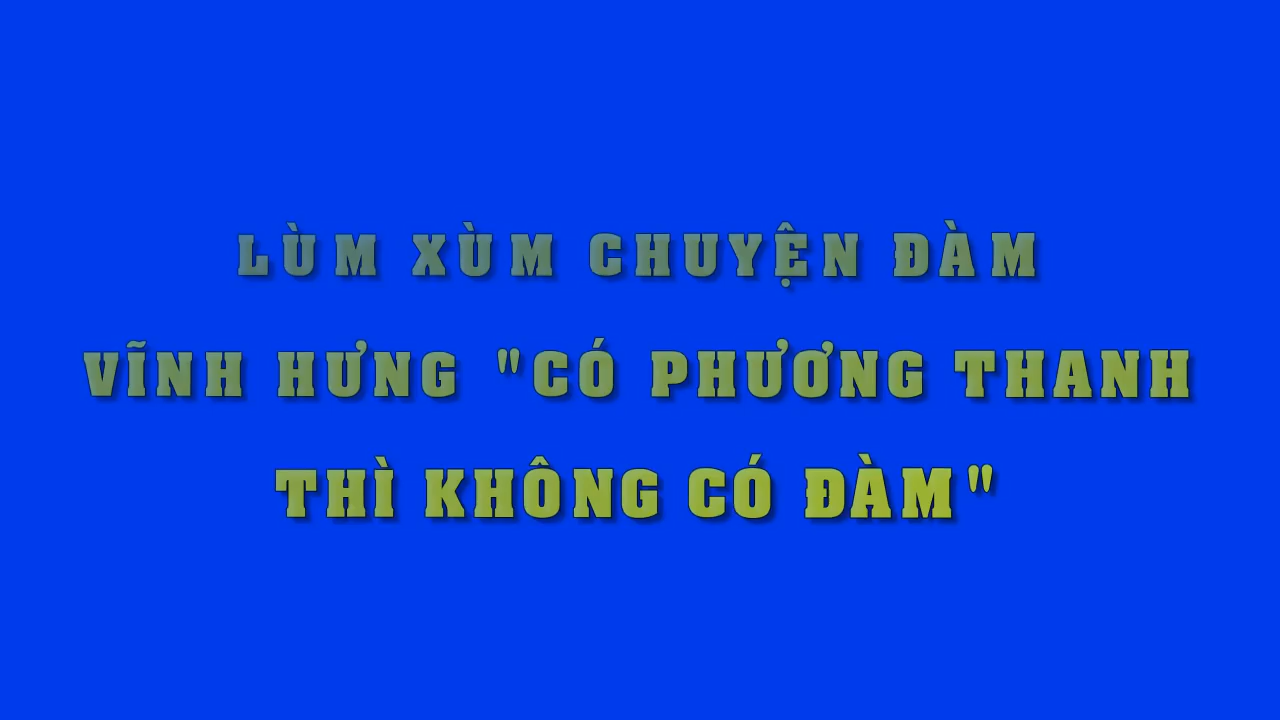 LÙM XÙM CHUYỆN ĐÀM
VĨNH HƯNG "CÓ PHƯƠNG THANH
THÌ KHÔNG CÓ ĐÀM"